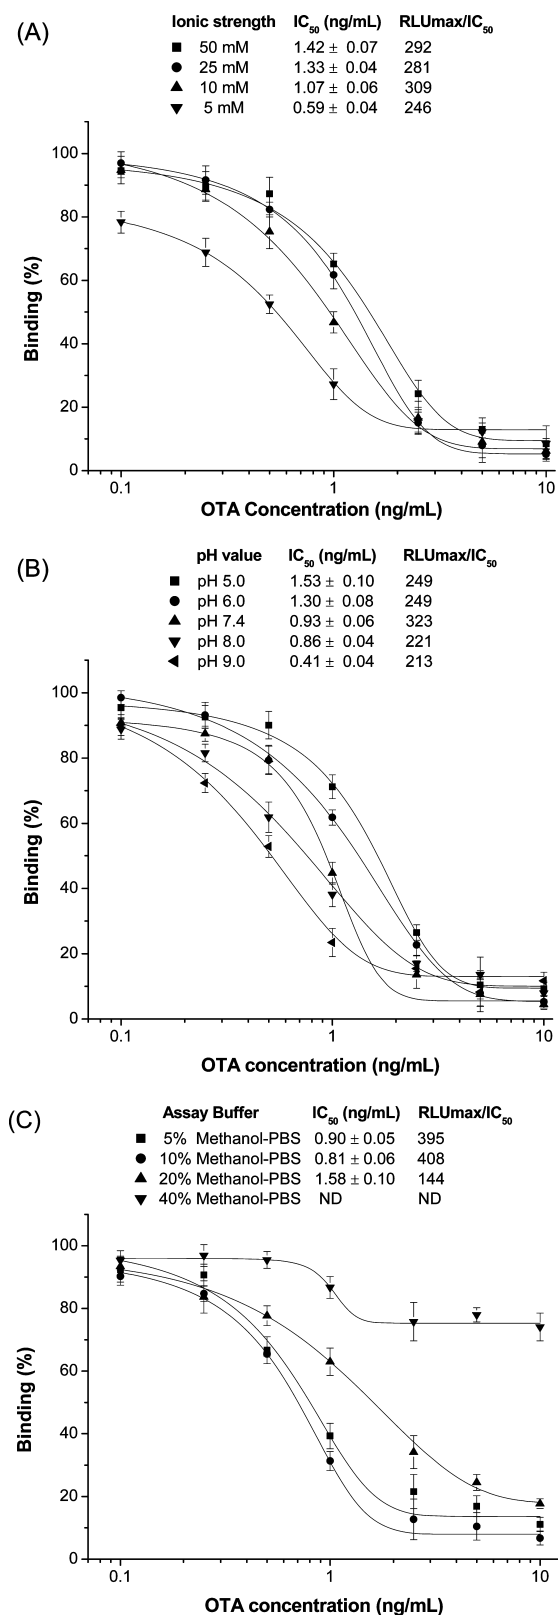 (A)
Ionic strength IC50 (ng/mL) RLUmax/IC50
50 mM 1.42 ± 0.07 292
25 mM 1.33 ± 0.04 281
10 mM 1.07 ± 0.06 309
5 mM 0.59 ± 0.04 246
100
80
60
40
20
0
Binding (%)
0.1 1 10
OTA Concentration (ng/mL)
(B)
pH value IC50 (ng/mL) RLUmax/IC50
pH 5.0 1.53 ± 0.10 249
pH 6.0 1.30 ± 0.08 249
pH 7.4 0.93 ± 0.06 323
pH 8.0 0.86 ± 0.04 221
pH 9.0 0.41 ± 0.04 213
100
80
60
40
20
0
Binding (%)
0.1 1 10
OTA concentration (ng/mL)
(C)
Assay Buffer IC50 (ng/mL) RLUmax/IC50
5% Methanol-PBS 0.90 ± 0.05 395
10% Methanol-PBS 0.81 ± 0.06 408
20% Methanol-PBS 1.58 ± 0.10 144
40% Methanol-PBS ND ND
100
80
60
40
20
0
Binding (%)
0.1 1 10
OTA concentration (ng/mL)